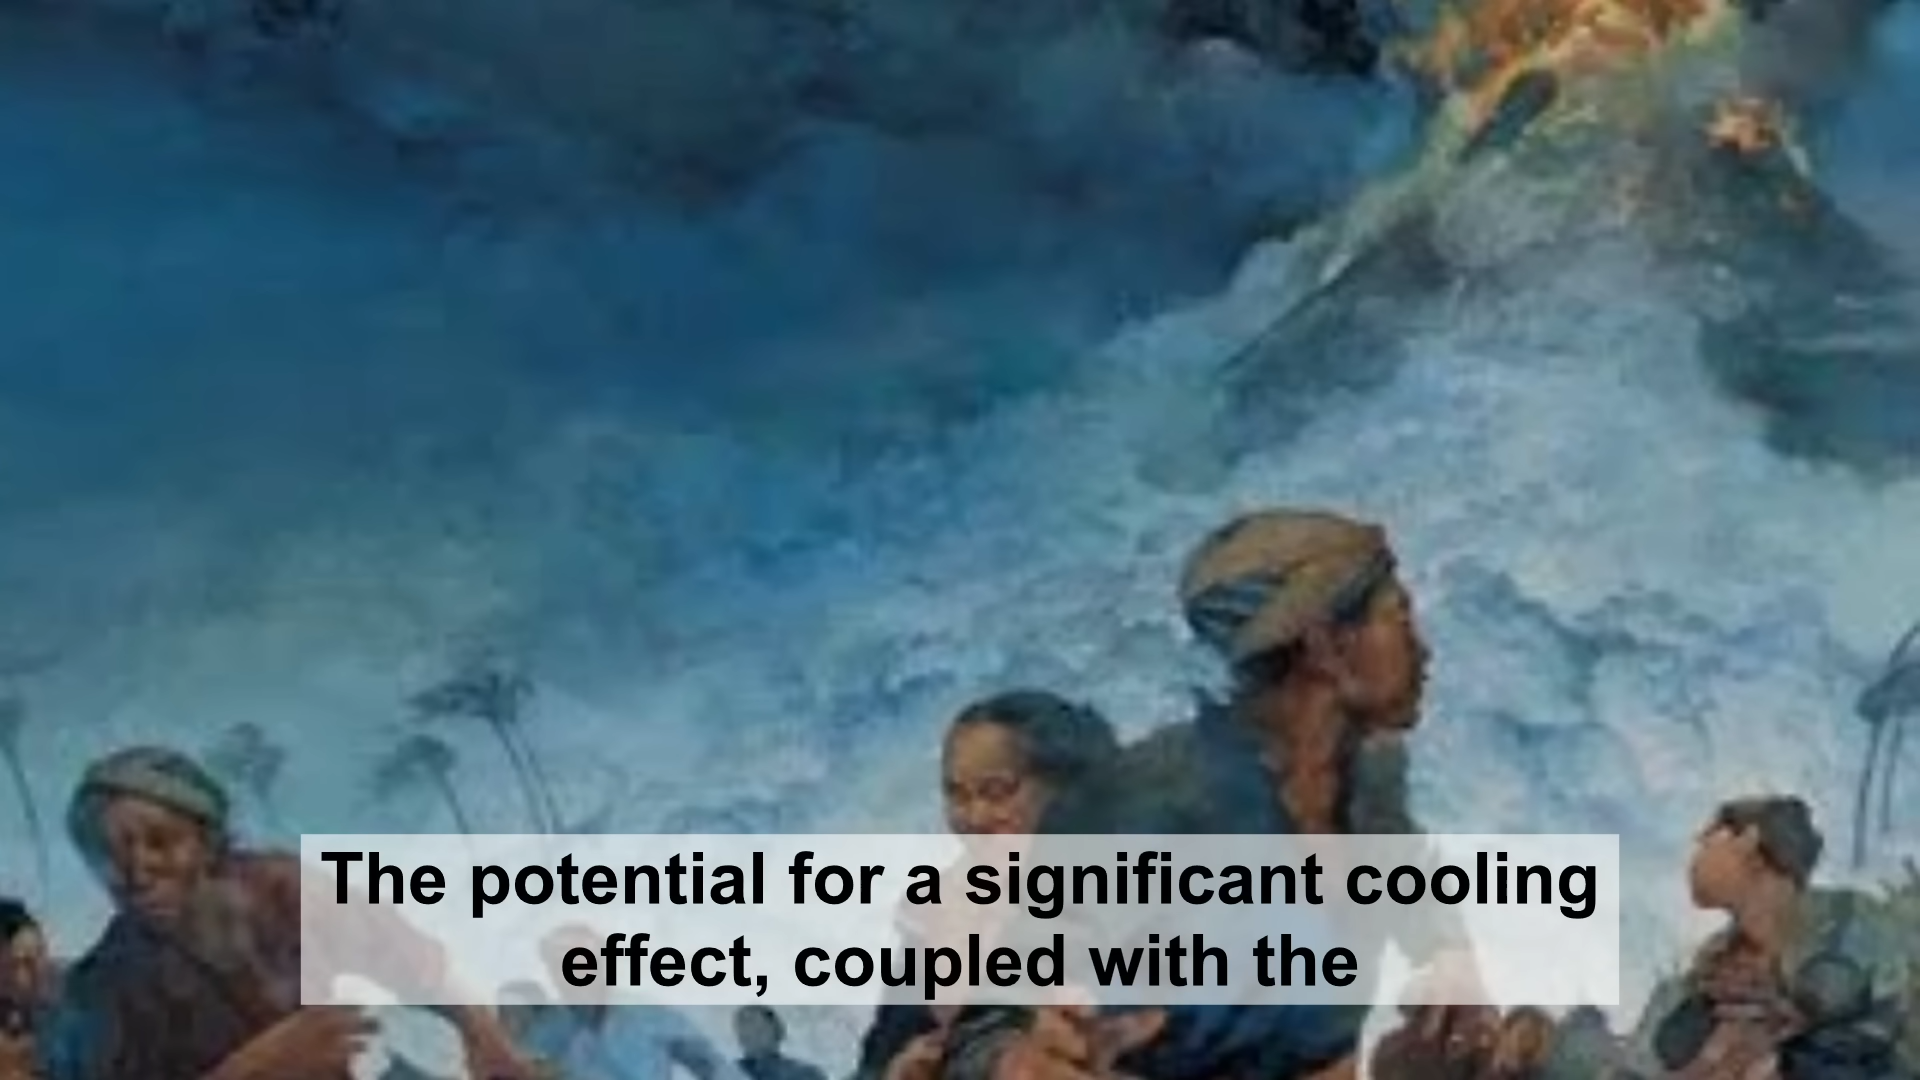 The potential for a significant cooling
effect, coupled with the